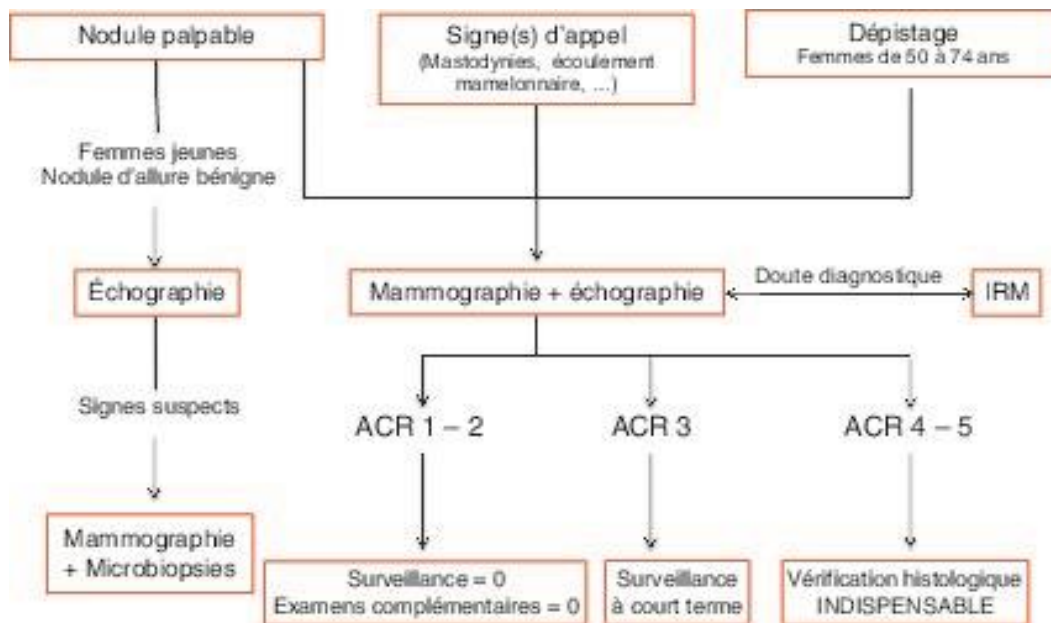 Nodule palpable
Signe(s) d'appel
(Mastodynies, écoulement
mamelonnaire, ...)
Dépistage
Femmes de 50 à 74 ans
Femmes jeunes
Nodule d'allure bénigne
Échographie
Mammographie + échographie
Doute diagnostique
IRM
Signes suspects
ACR 1 – 2
ACR 3
ACR 4 – 5
Mammographie
+ Microbiopsies
Surveillance = 0
Examens complémentaires = 0
Surveillance
à court terme
Vérification histologique
INDISPENSABLE